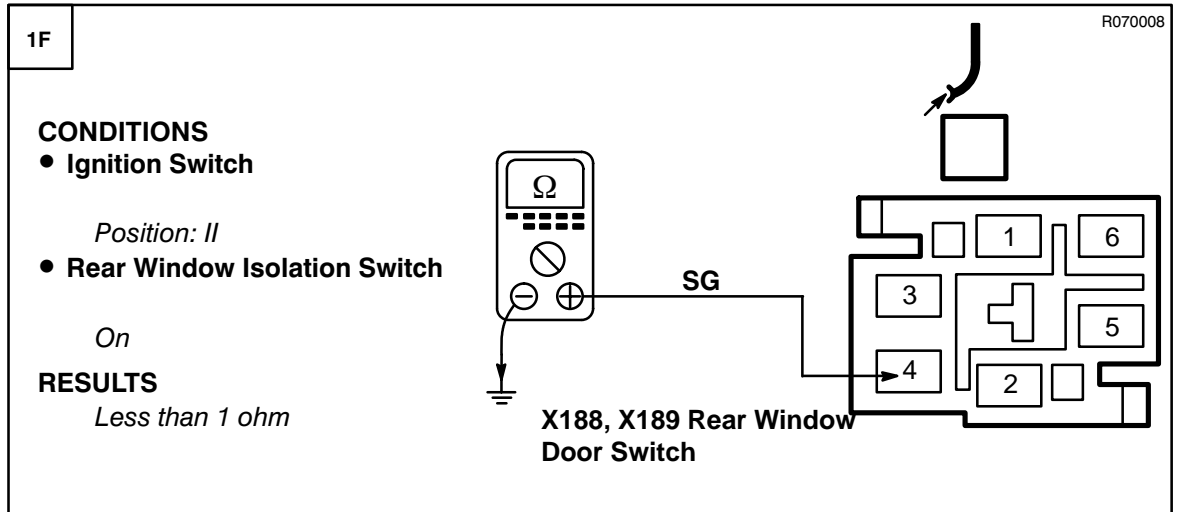 1F
R070008
CONDITIONS
• Ignition Switch
Position: II
• Rear Window Isolation Switch
On
RESULTS
Less than 1 ohm
Ω
SG
X188, X189 Rear Window
Door Switch
1
6
3
5
4
2